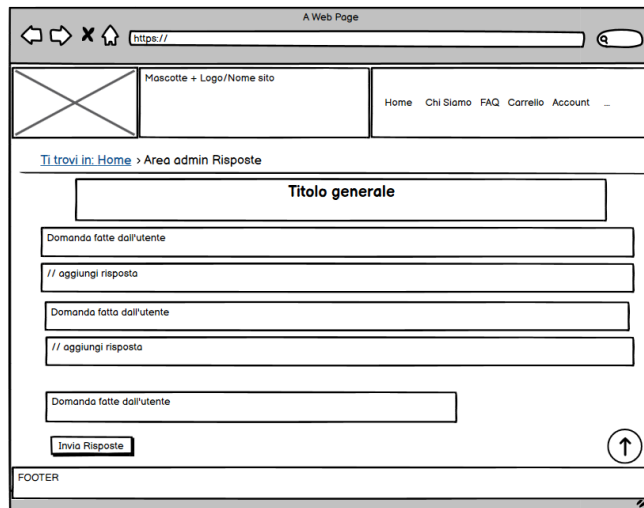 A Web Page
https://
Mascotte + Logo/Nome sito
Home Chi Siamo FAQ Carrello Account ...
Ti trovi in: Home > Area admin Risposte
Titolo generale
Domanda fatte dall'utente
// aggiungi risposta
Domanda fatta dall'utente
// aggiungi risposta
Domanda fatte dall'utente
Invia Risposte
FOOTER